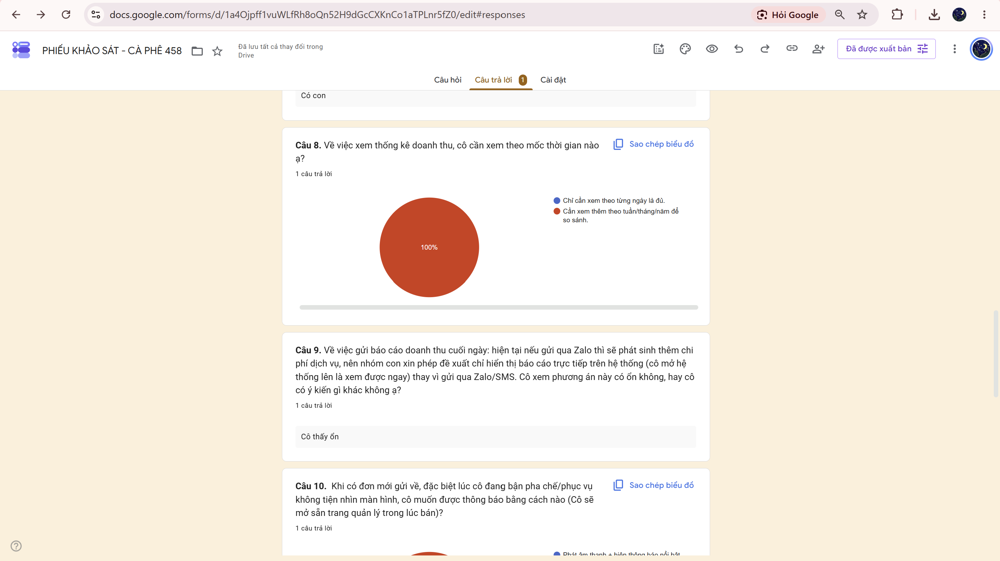 docs.google.com/forms/d/1a4Ojpff1vuWLfRh8oQn52H9dGcCXKnCo1aTPLnr5fZ0/edit#responses
Hỏi Google
PHIẾU KHẢO SÁT - CÀ PHÊ 458
Đã lưu tất cả thay đổi trong
Drive
Đã được xuất bản
Câu hỏi
Câu trả lời 1
Cài đặt
Có con
Câu 8. Về việc xem thống kê doanh thu, cô cần xem theo mốc thời gian nào
ạ?
Sao chép biểu đồ
1 câu trả lời
Chỉ cần xem theo từng ngày là đủ.
Cần xem thêm theo tuần/tháng/năm để
so sánh.
100%
Câu 9. Về việc gửi báo cáo doanh thu cuối ngày: hiện tại nếu gửi qua Zalo thì sẽ phát sinh thêm chi
phí dịch vụ, nên nhóm con xin phép đề xuất chỉ hiển thị báo cáo trực tiếp trên hệ thống (cô mở hệ
thống lên là xem được ngay) thay vì gửi qua Zalo/SMS. Cô xem phương án này có ổn không, hay cô
có ý kiến gì khác không ạ?
1 câu trả lời
Cô thấy ổn
Câu 10. Khi có đơn mới gửi về, đặc biệt lúc cô đang bận pha chế/phục vụ
không tiện nhìn màn hình, cô muốn được thông báo bằng cách nào (Cô sẽ
mở sẵn trang quản lý trong lúc bán)?
Sao chép biểu đồ
1 câu trả lời
Phát âm thanh + hiện thông báo nổi bật